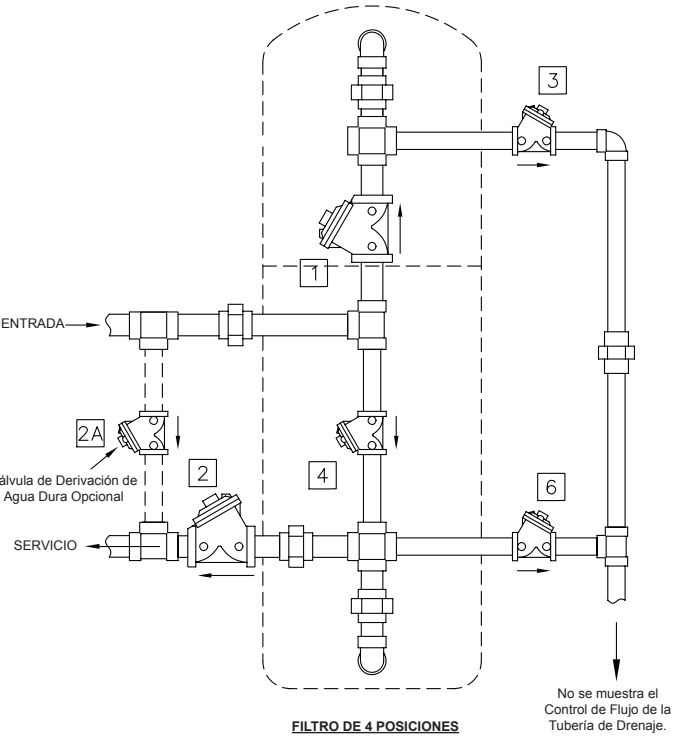 3
1
ENTRADA
2A
álvula de Derivación de
Agua Dura Opcional
2
4
6
SERVICIO
No se muestra el
Control de Flujo de la
Tubería de Drenaje.
FILTRO DE 4 POSICIONES